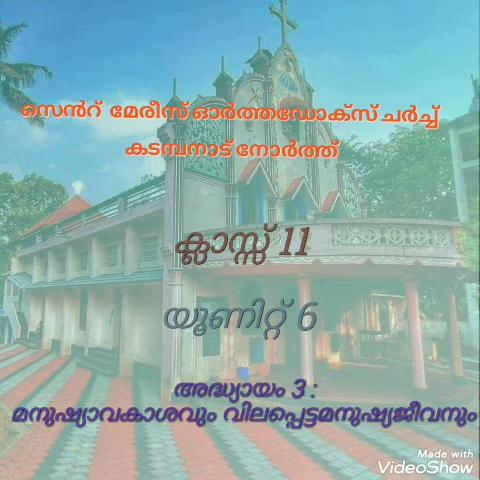 സെൻറ് മേരീസ് ഓർത്തഡോക്സ് ചർച്ച്
കടമ്പനാട് നോർത്ത്
ക്ലാസ്സ് 11
യൂണിറ്റ് 6
അദ്ധ്യായം 3 :
മനുഷ്യാവകാശവും വിലപ്പെട്ടമനുഷ്യജീവനും
Made with
VideoShow